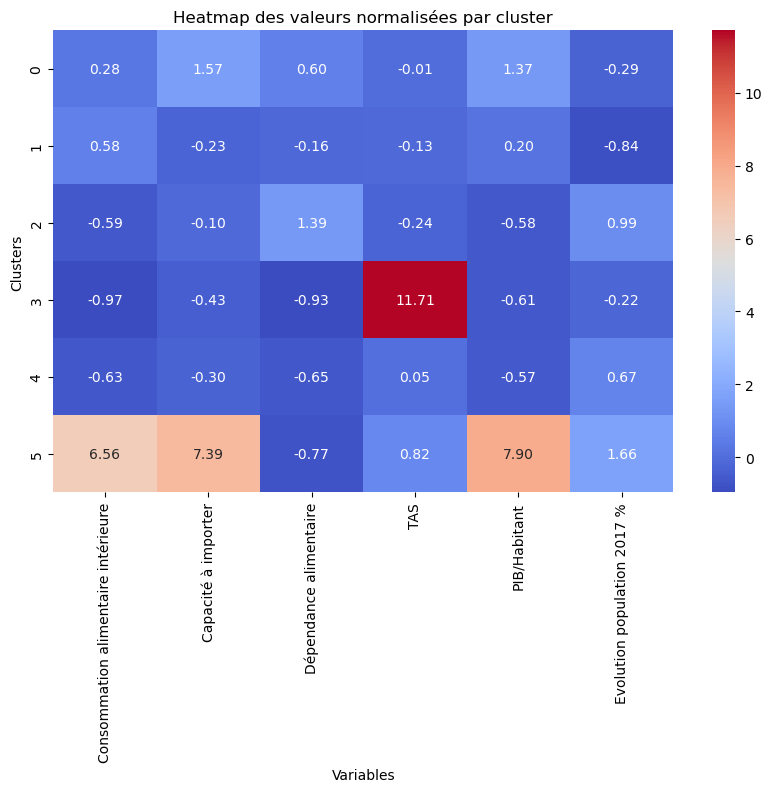 Heatmap des valeurs normalisées par cluster
Clusters
0
0.28 1.57 0.60 -0.01 1.37 -0.29
1
0.58 -0.23 -0.16 -0.13 0.20 -0.84
2
-0.59 -0.10 1.39 -0.24 -0.58 0.99
3
-0.97 -0.43 -0.93 11.71 -0.61 -0.22
4
-0.63 -0.30 -0.65 0.05 -0.57 0.67
5
6.56 7.39 -0.77 0.82 7.90 1.66
Consommation alimentaire intérieure
Capacité à importer
Dépendance alimentaire
TAS
PIB/Habitant
Evolution population 2017 %
Variables
10
8
6
4
2
0